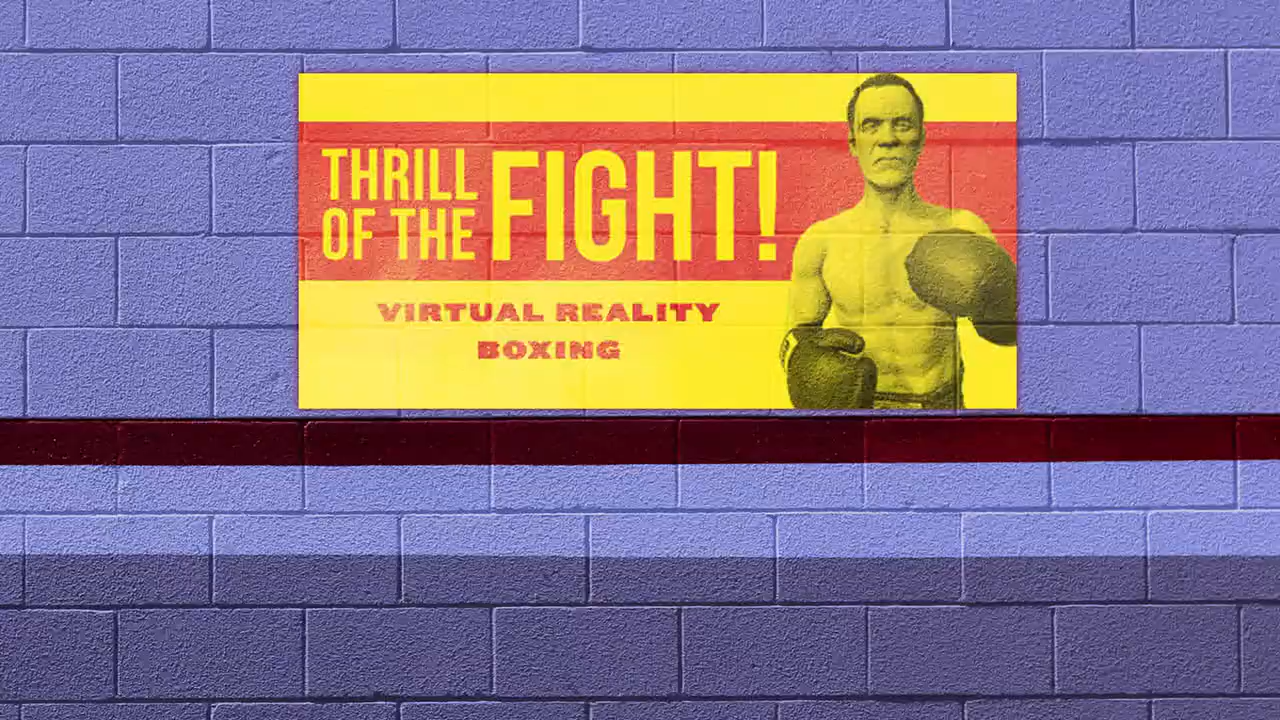 THRILL
OF THE
FIGHT!
VIRTUAL REALITY
BOXING